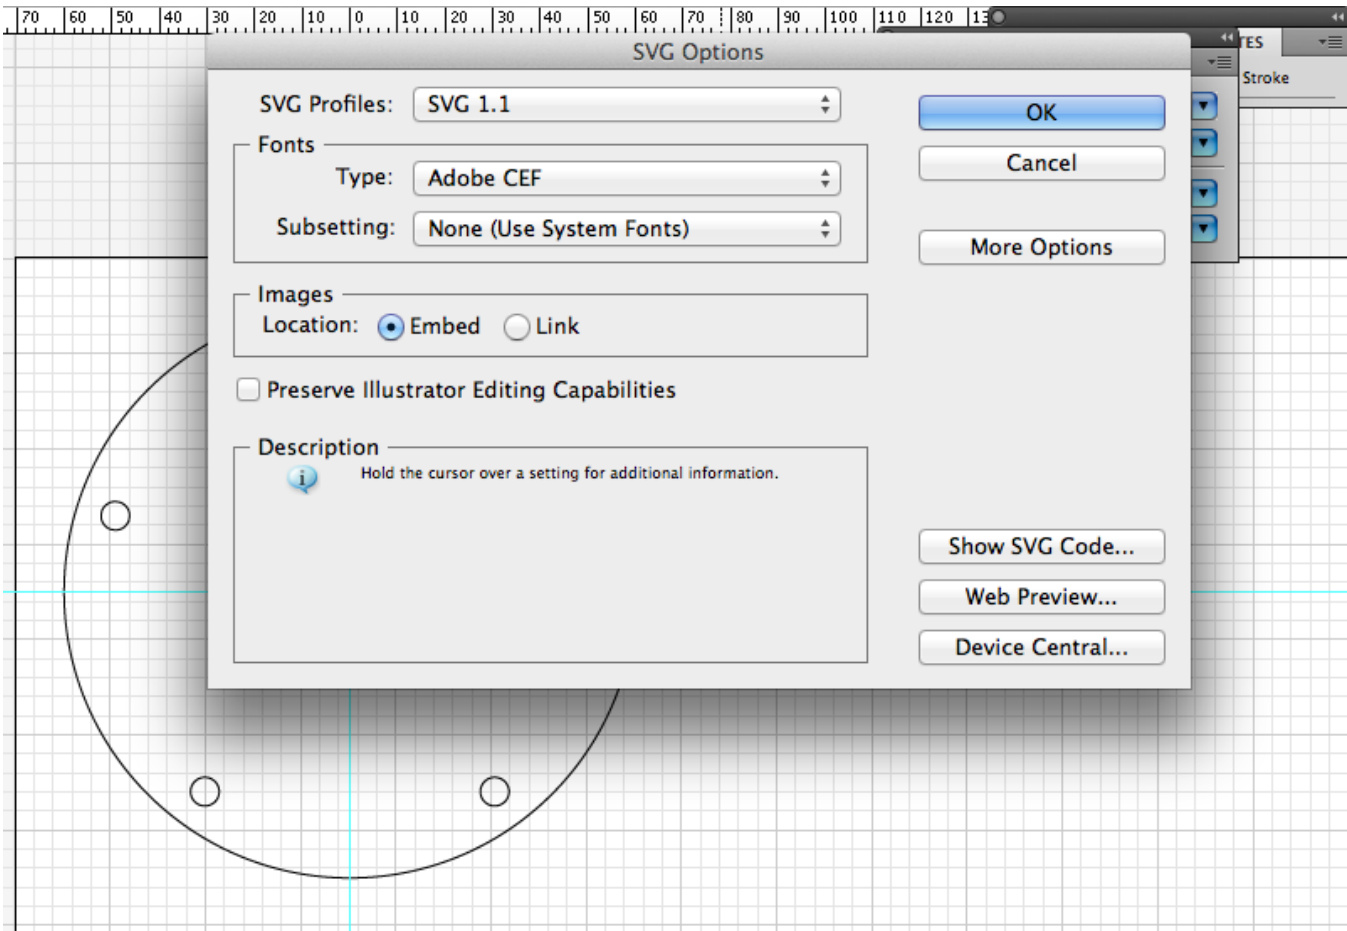 70 60 50 40 30 20 10 0 10 20 30 40 50 60 70 80 90 100 110 120
SVG Options
TES
Stroke
SVG Profiles: SVG 1.1
OK
Fonts
Cancel
Type: Adobe CEF
Subsetting: None (Use System Fonts)
More Options
Images
Location: Embed Link
Preserve Illustrator Editing Capabilities
Description
Hold the cursor over a setting for additional information.
Show SVG Code...
Web Preview...
Device Central...